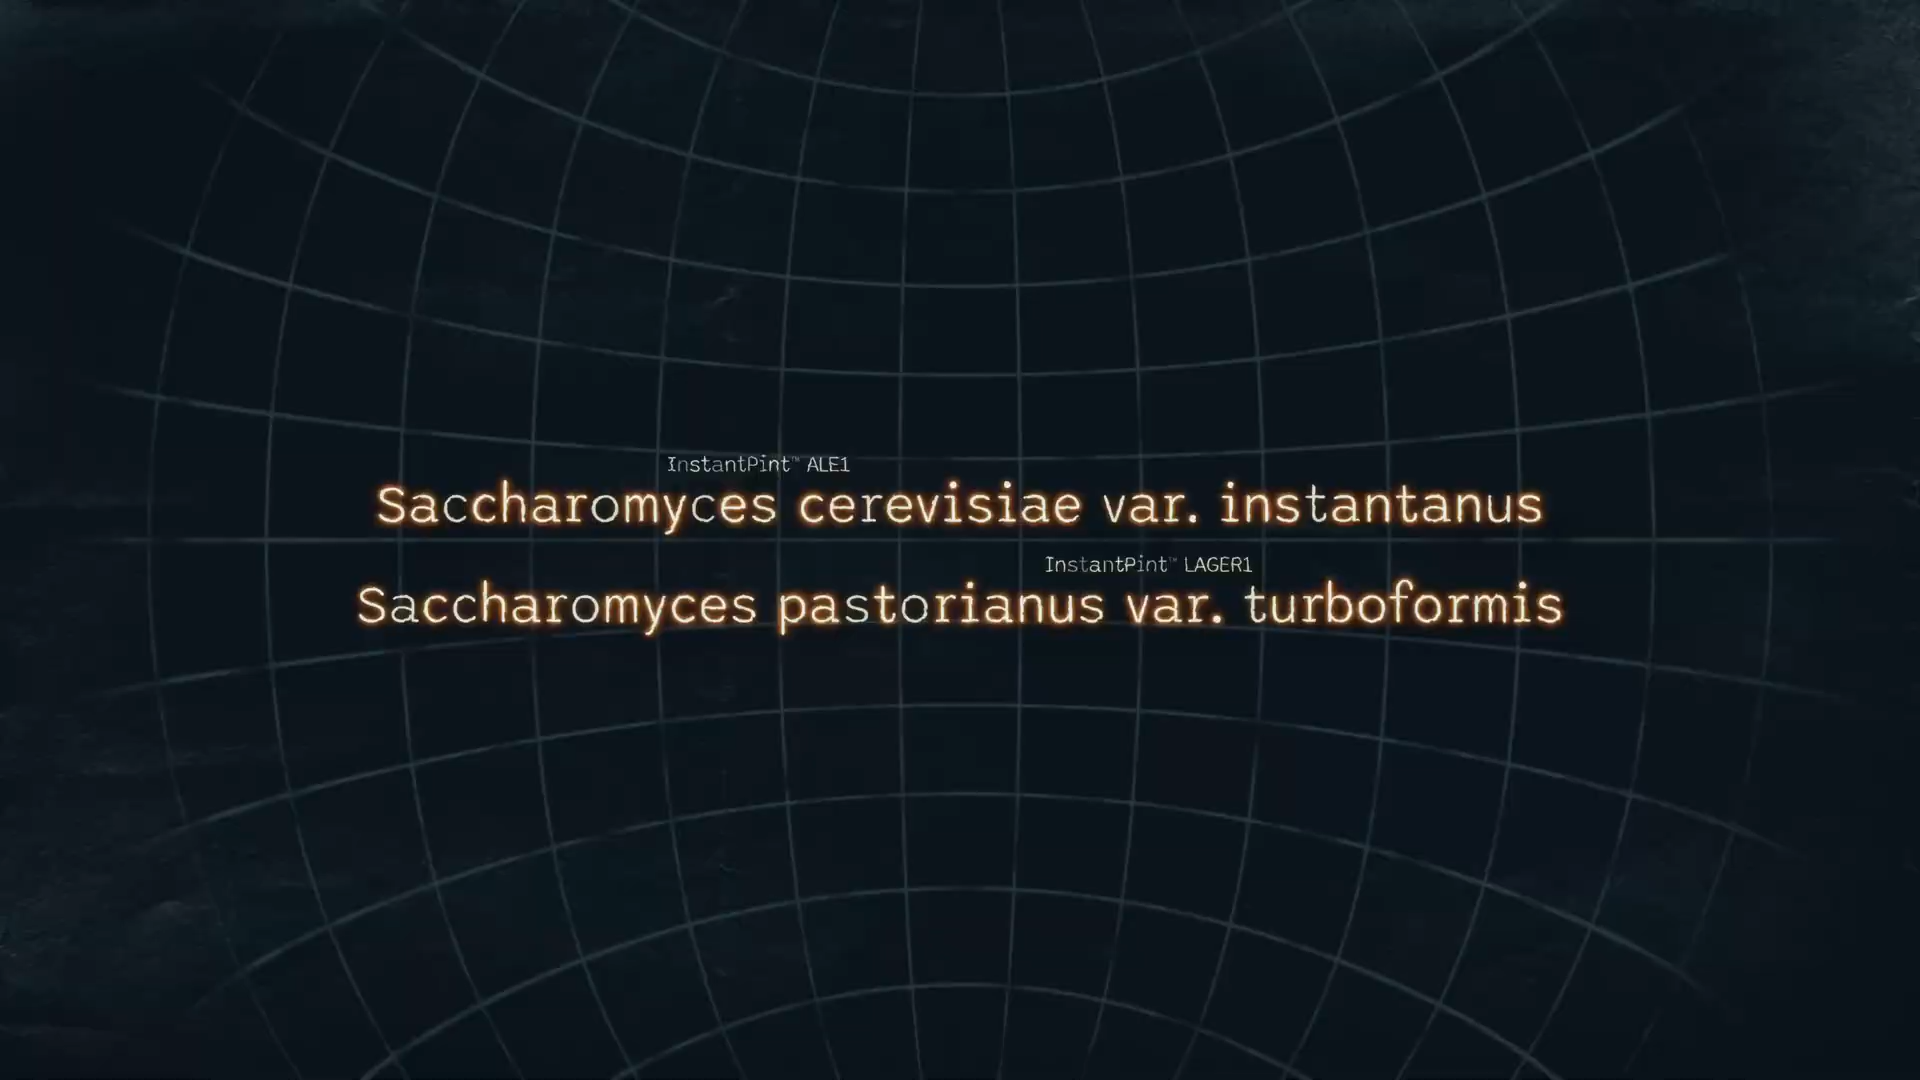 InstantPint™ ALE1
Saccharomyces cerevisiae var. instantanus
InstantPint™ LAGER1
Saccharomyces pastorianus var. turboformis